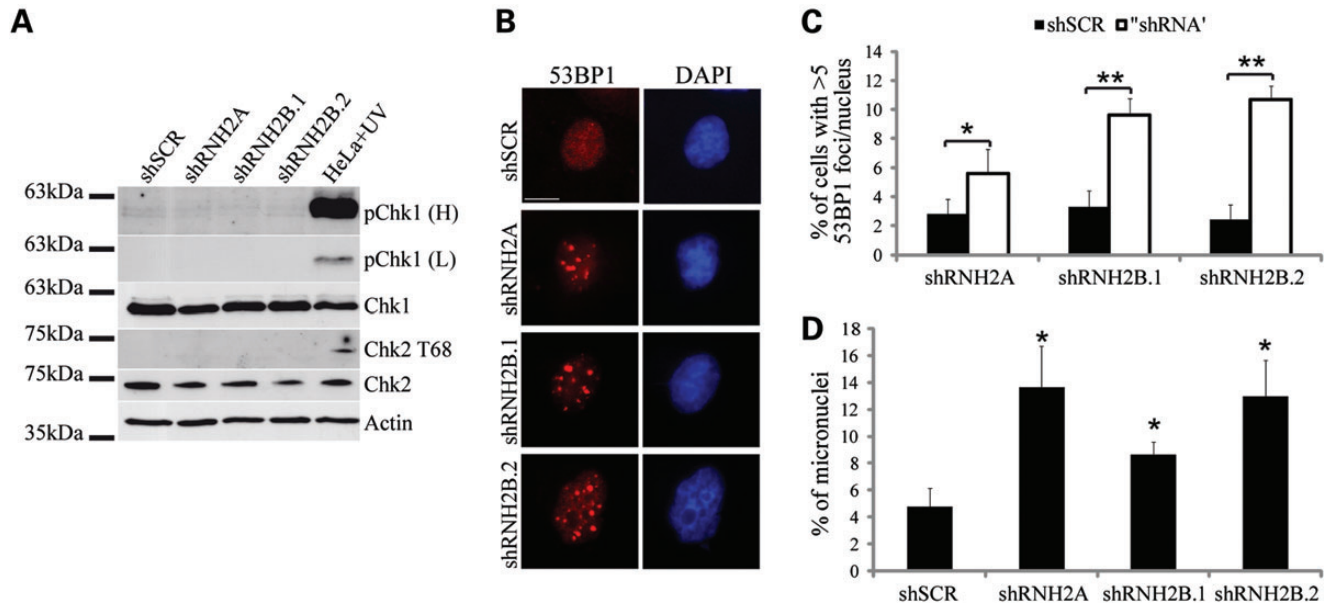 A
shSCR
shRNH2A
shRNH2B.1
shRNH2B.2
HeLa+UV
63kDa
pChk1 (H)
63kDa
pChk1 (L)
63kDa
Chk1
75kDa
Chk2 T68
75kDa
Chk2
Actin
35kDa
B
53BP1 DAPI
shSCR
shRNH2A
shRNH2B.1
shRNH2B.2
C
shSCR "shRNA'
% of cells with >5
53BP1 foci/nucleus
14
12
10
8
6
4
2
0
* ** **
shRNH2A shRNH2B.1 shRNH2B.2
D
% of micronuclei
18
16
14
12
10
8
6
4
2
0
* * *
shSCR shRNH2A shRNH2B.1 shRNH2B.2